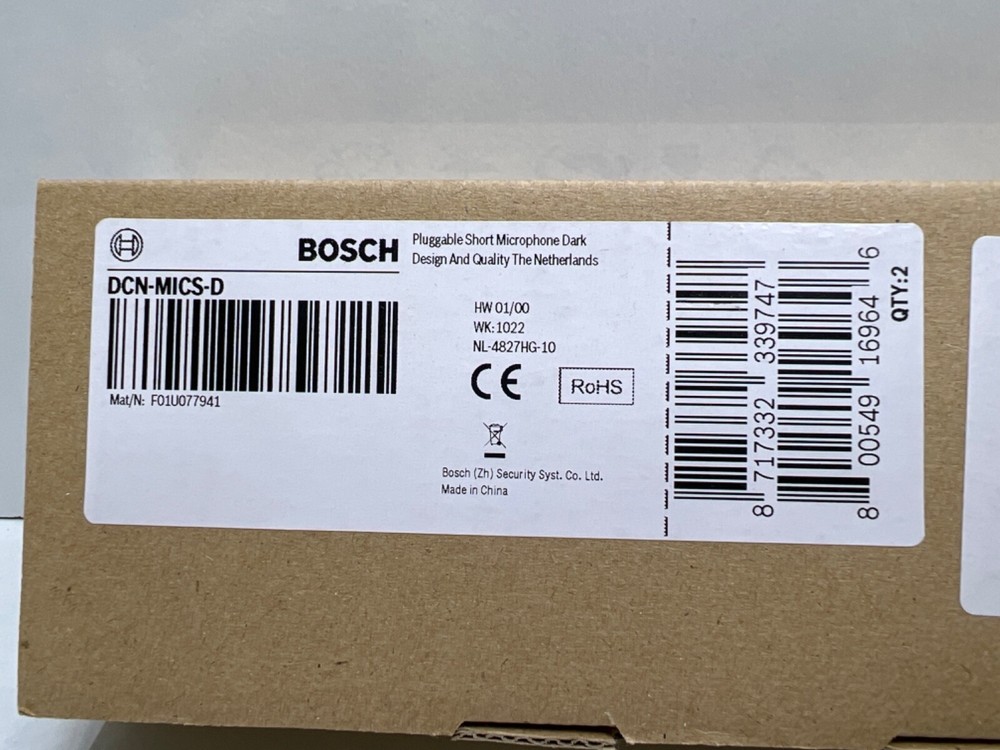 BOSCH
DCN-MICS-D
Mat/N: F01U077941
Pluggable Short Microphone Dark
Design And Quality The Netherlands
HW 01/00
WK: 1022
NL-4827HG-10
CE
RoHS
Bosch (Zh) Security Syst. Co. Ltd.
Made in China
8 717332 339747
8 00549 16964 6
QTY:2